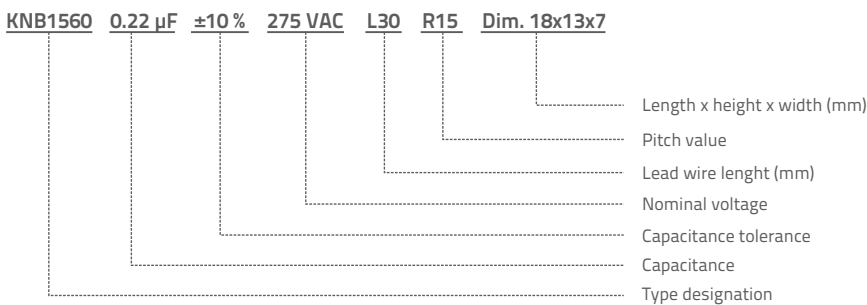 KNB1560 0.22 µF ±10 % 275 VAC L30 R15 Dim. 18x13x7
Length x height x width (mm)
Pitch value
Lead wire lenght (mm)
Nominal voltage
Capacitance tolerance
Capacitance
Type designation